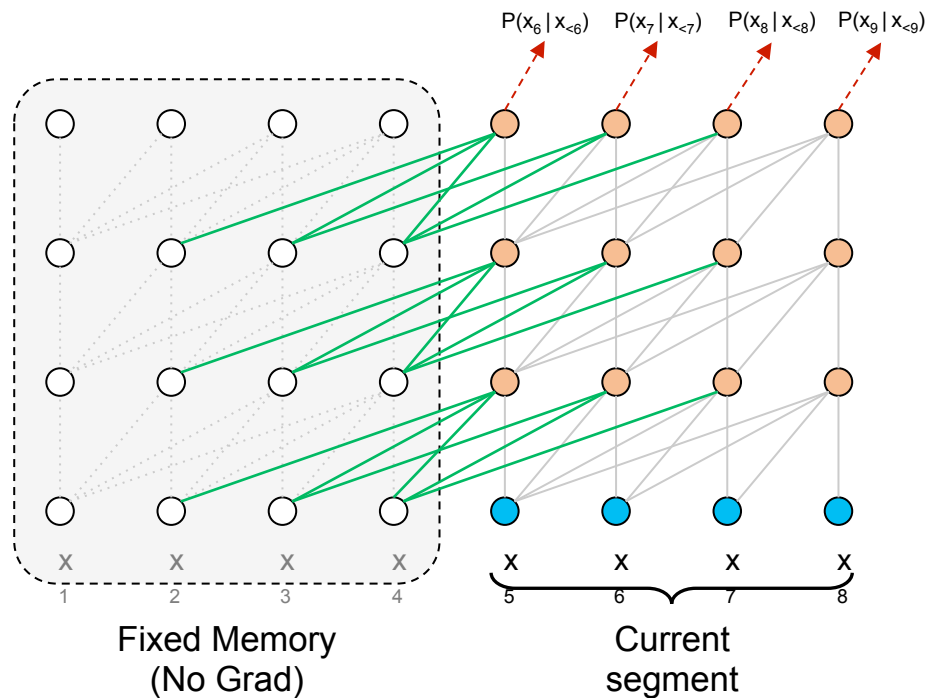 P(x₆ | x<₆) P(x₇ | x<₇) P(x₈ | x<₈) P(x₉ | x<₉)
x x x x x x x x
1 2 3 4 5 6 7 8
Fixed Memory
(No Grad)
Current
segment